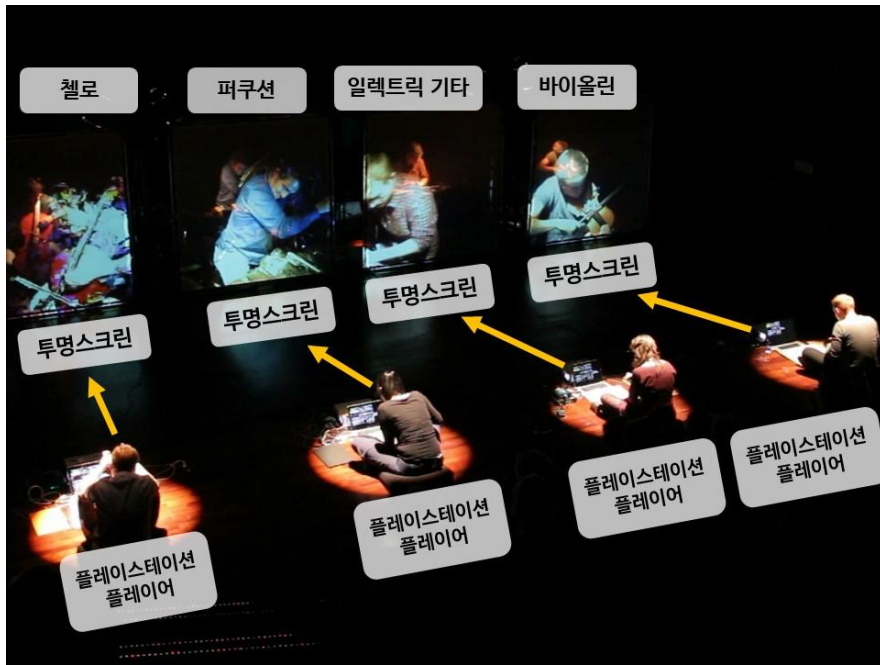 첼로
퍼쿠션
일렉트릭 기타
바이올린
투명스크린
투명스크린
투명스크린
투명스크린
플레이스테이션
플레이어
플레이스테이션
플레이어
플레이스테이션
플레이어
플레이스테이션
플레이어